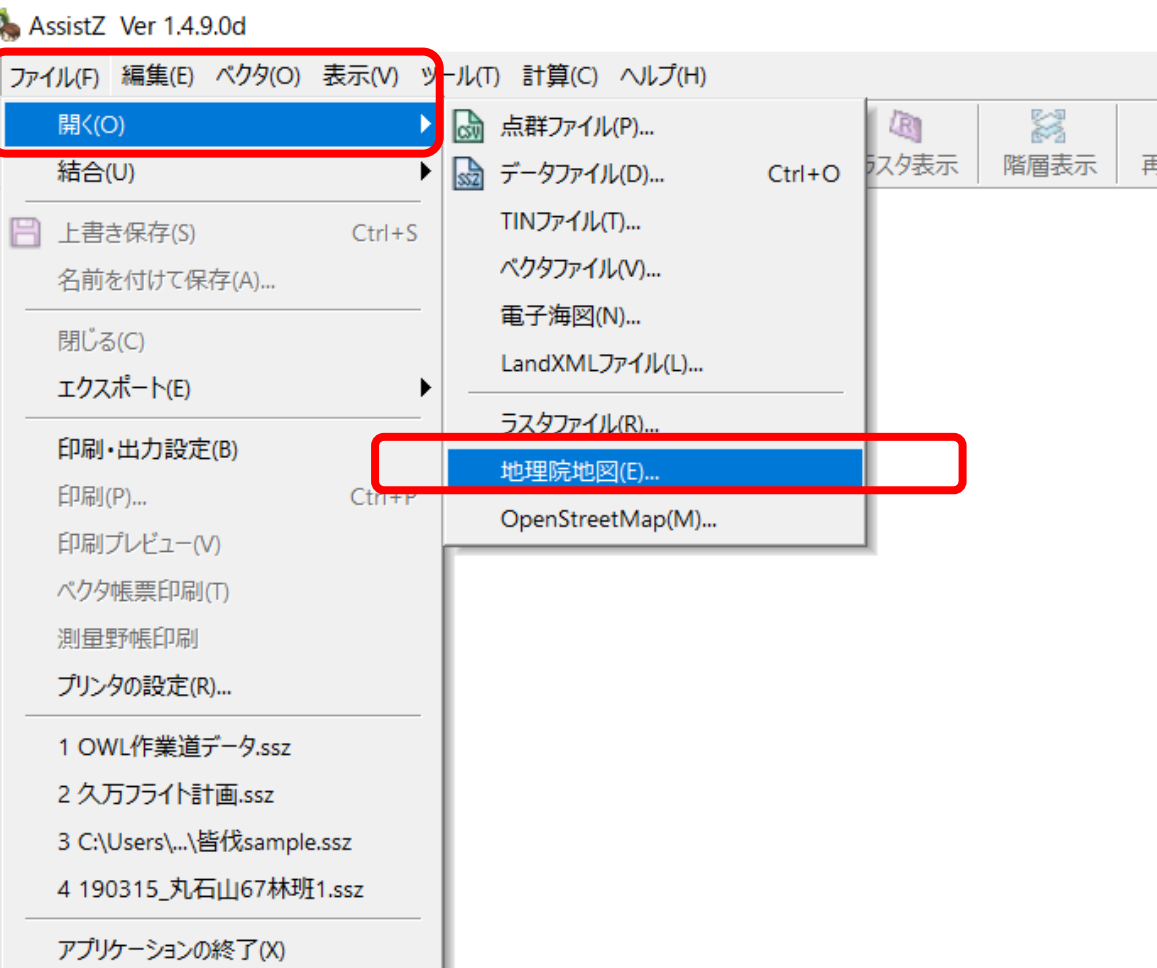 AssistZ Ver 1.4.9.0d
ファイル(F) 編集(E) ベクタ(O) 表示(V) ツール(T) 計算(C) ヘルプ(H)
開く(O)
結合(U)
上書き保存(S) Ctrl+S
名前を付けて保存(A)...
閉じる(C)
エクスポート(E)
印刷・出力設定(B)
印刷(P)... Ctrl+P
印刷プレビュー(V)
ベクタ帳票印刷(T)
測量野帳印刷
プリンタの設定(R)...
1 OWL作業道データ.ssz
2 久万フライト計画.ssz
3 C:\Users\...\皆伐sample.ssz
4 190315_丸石山67林班1.ssz
アプリケーションの終了(X)
CSV 点群ファイル(P)...
SSZ データファイル(D)... Ctrl+O
TINファイル(T)...
ベクタファイル(V)...
電子海図(N)...
LandXMLファイル(L)...
ラスタファイル(R)...
地理院地図(E)...
OpenStreetMap(M)...
R
ラスタ表示 階層表示 再